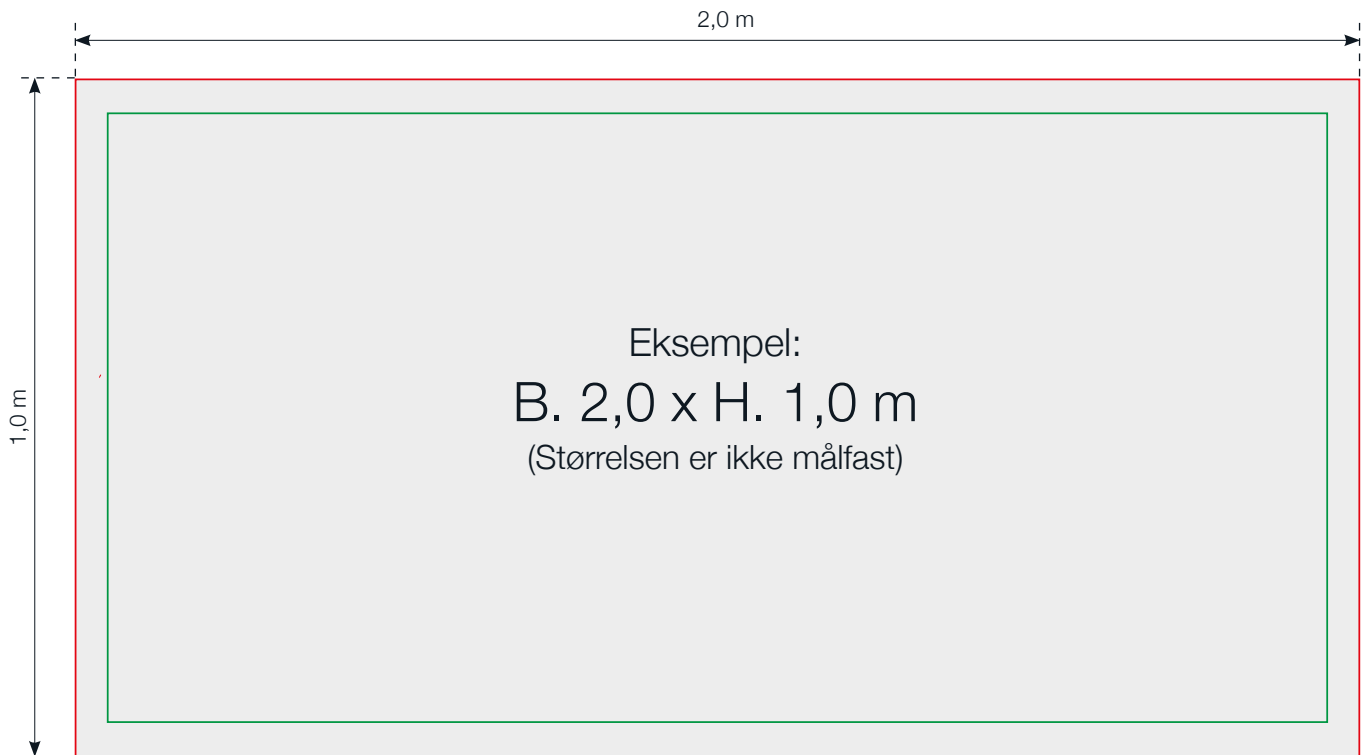 2,0 m
1,0 m
Eksempel:
B. 2,0 x H. 1,0 m
(Størrelsen er ikke målfast)